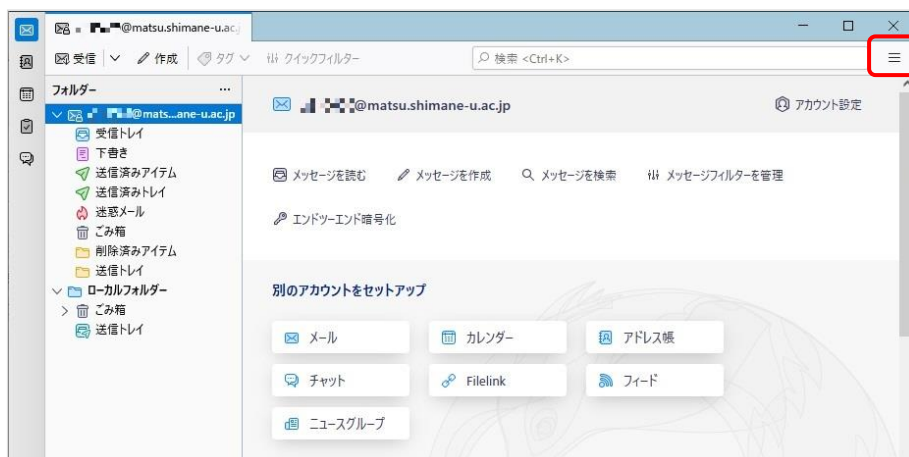 @matsu.shimane-u.ac.j
受信 作成 タグ クイックフィルター 検索 <Ctrl+K>
フォルダー ...
@mats...ane-u.ac.jp
受信トレイ
下書き
送信済みアイテム
送信済みトレイ
迷惑メール
ごみ箱
削除済みアイテム
送信トレイ
ローカルフォルダー
ごみ箱
送信トレイ
@matsu.shimane-u.ac.jp アカウント設定
メッセージを読む メッセージを作成 メッセージを検索 メッセージフィルターを管理
エンドツーエンド暗号化
別のアカウントをセットアップ
メール カレンダー アドレス帳
チャット Filelink フィード
ニュースグループ